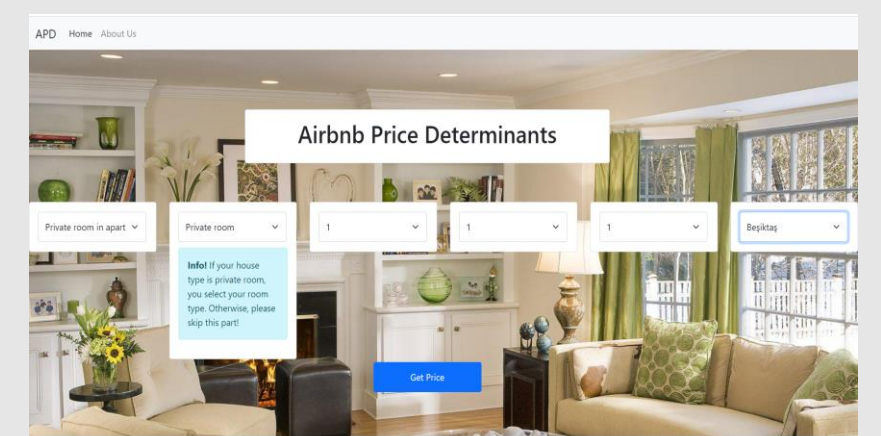 APD Home About Us
Airbnb Price Determinants
Private room in apart
Private room
1
1
1
Beşiktaş
Info! If your house
type is private room,
you select your room
type. Otherwise, please
skip this part!
Get Price